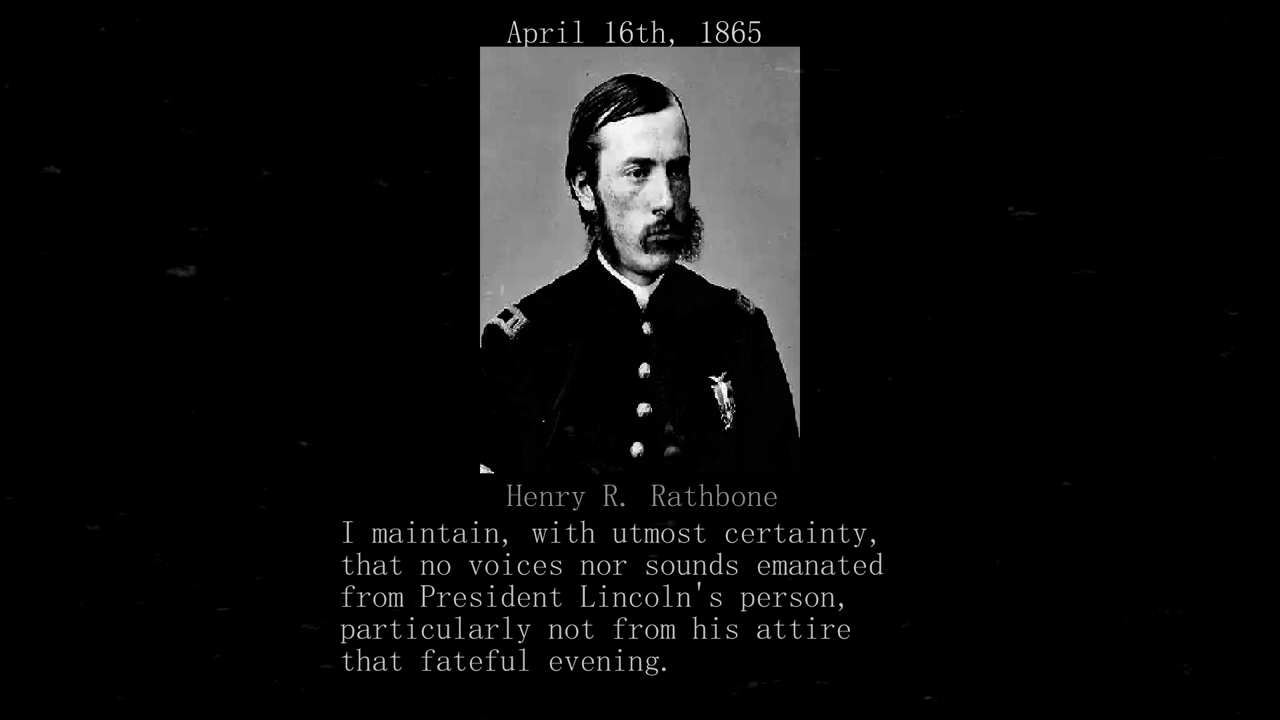 April 16th, 1865
Henry R. Rathbone
I maintain, with utmost certainty,
that no voices nor sounds emanated
from President Lincoln's person,
particularly not from his attire
that fateful evening.